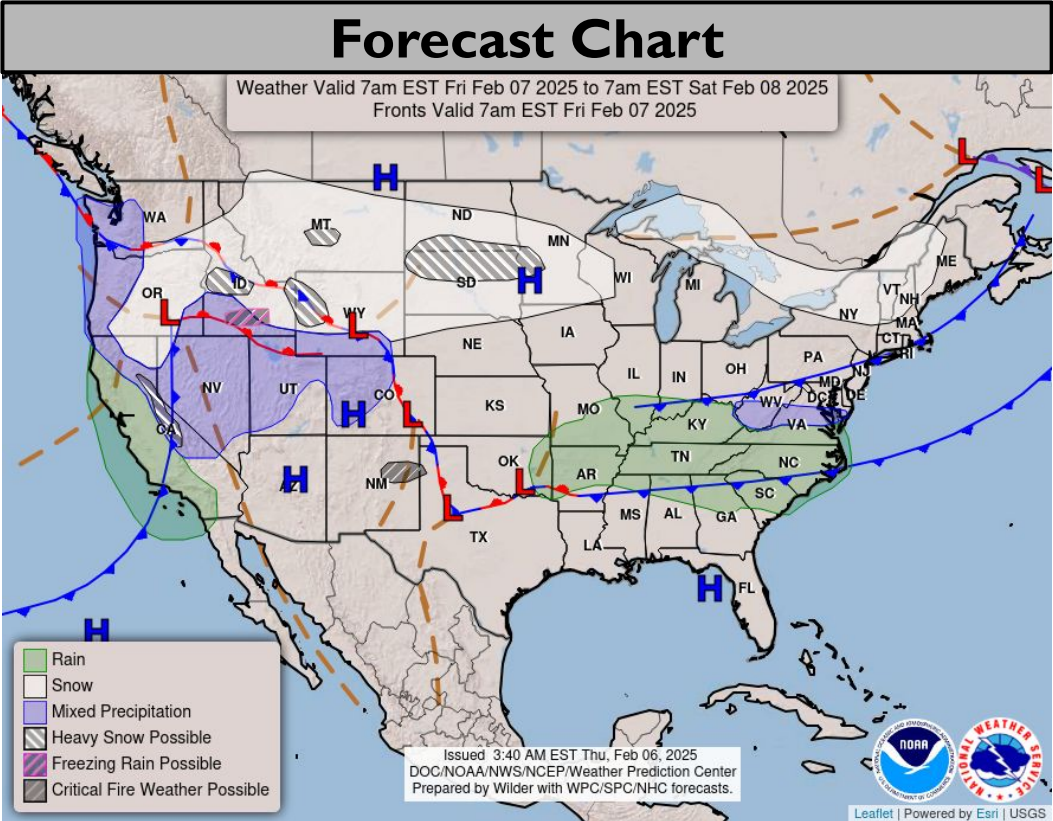 Forecast Chart
Weather Valid 7am EST Fri Feb 07 2025 to 7am EST Sat Feb 08 2025
Fronts Valid 7am EST Fri Feb 07 2025
L
L
H
WA
MT
ND
MN
ME
OR
ID
SD
H
WI
MI
VT
NH
L
WY
L
NY
MA
CT
RI
IA
NE
PA
NJ
OH
IL
IN
MD
DE
DC
NV
UT
CO
WV
H
L
KS
MO
KY
VA
CA
OK
TN
NC
AZ
H
NM
L
AR
SC
L
MS
AL
GA
TX
LA
H
FL
H
Rain
Snow
Mixed Precipitation
Heavy Snow Possible
Freezing Rain Possible
Critical Fire Weather Possible
Issued 3:40 AM EST Thu, Feb 06, 2025
DOC/NOAA/NWS/NCEP/Weather Prediction Center
Prepared by Wilder with WPC/SPC/NHC forecasts.
NOAA
NATIONAL WEATHER SERVICE
Leaflet | Powered by Esri | USGS